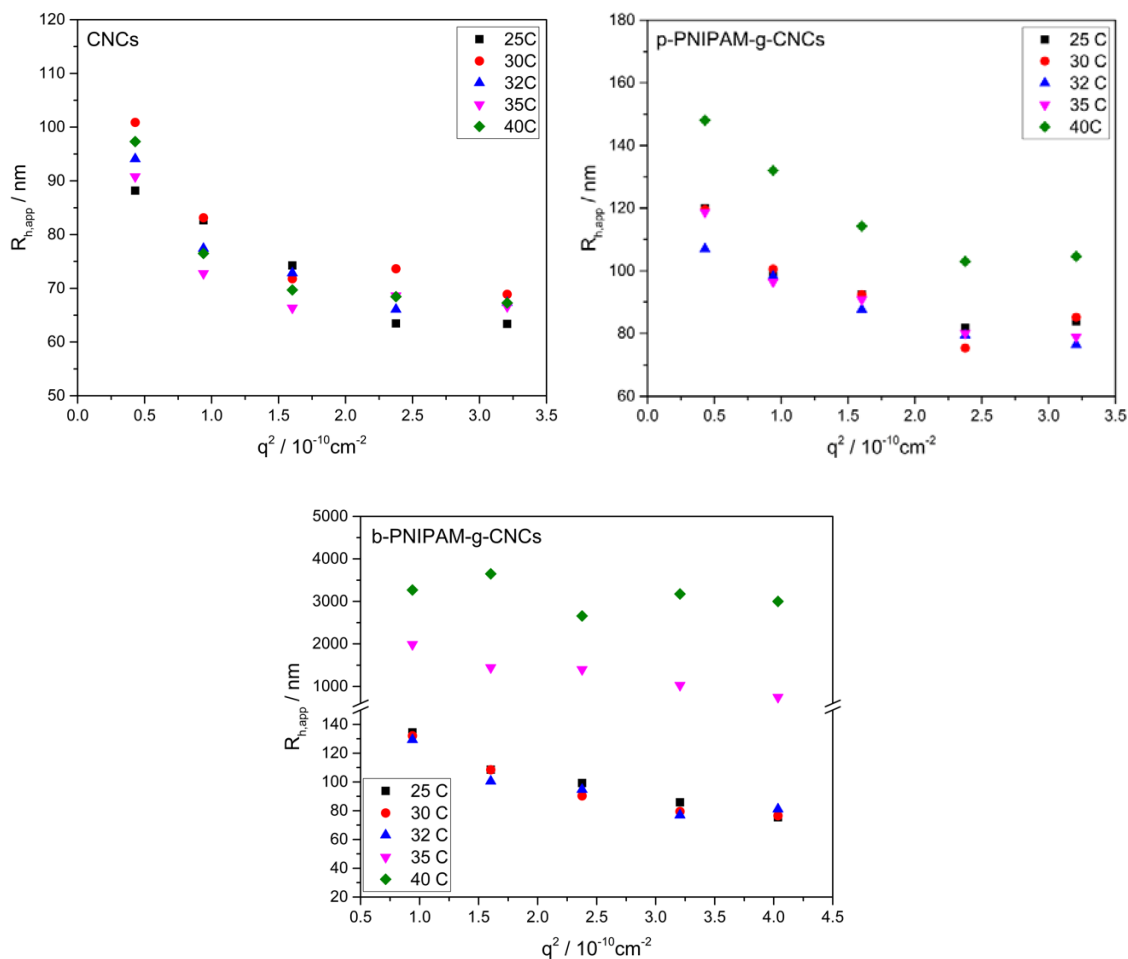 CNCs
25C
30C
32C
35C
40C
120
110
100
90
80
70
60
50
R_h,app / nm
0.0 0.5 1.0 1.5 2.0 2.5 3.0 3.5
q² / 10⁻¹⁰cm⁻²
p-PNIPAM-g-CNCs
25 C
30 C
32 C
35 C
40C
180
160
140
120
100
80
60
R_h,app / nm
0.0 0.5 1.0 1.5 2.0 2.5 3.0 3.5
q² / 10⁻¹⁰cm⁻²
b-PNIPAM-g-CNCs
5000
4000
3000
2000
1000
140
120
100
80
60
40
20
R_h,app / nm
25 C
30 C
32 C
35 C
40 C
0.5 1.0 1.5 2.0 2.5 3.0 3.5 4.0 4.5
q² / 10⁻¹⁰cm⁻²